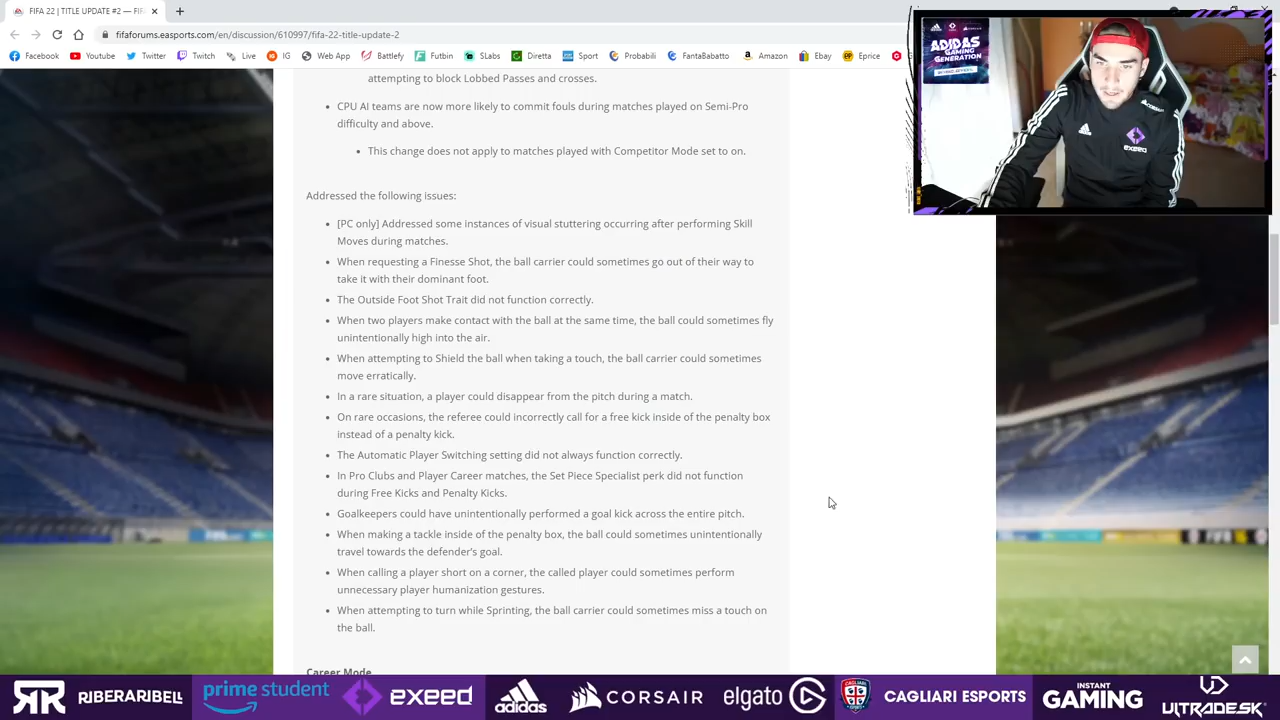 FIFA 22 | TITLE UPDATE #2 —
fifaforums.easports.com/en/
fifa-22-title-update-2
Facebook
Twitter
Twitch
Live
IG
Web App
Battlefy
Futbin
SLabs
Diretta
Sport
Probabili
FantaBabatto
Amazon
Ebay
Eprice
attempting to block Lobbed Passes and crosses.
• CPU AI teams are now more likely to commit fouls during matches played on Semi-Pro
difficulty and above.
• This change does not apply to matches played with Competitor Mode set to on.
Addressed the following issues:
• [PC only] Addressed some instances of visual stuttering occurring after performing Skill
Moves during matches.
• When requesting a Finesse Shot, the ball carrier could sometimes go out of their way to
take it with their dominant foot.
• The Outside Foot Shot Trait did not function correctly.
• When two players make contact with the ball at the same time, the ball could sometimes fly
unintentionally high into the air.
• When attempting to Shield the ball when taking a touch, the ball carrier could sometimes
move erratically.
• In a rare situation, a player could disappear from the pitch during a match.
• On rare occasions, the referee could incorrectly call for a free kick inside of the penalty box
instead of a penalty kick.
• The Automatic Player Switching setting did not always function correctly.
• In Pro Clubs and Player Career matches, the Set Piece Specialist perk did not function
during Free Kicks and Penalty Kicks.
• Goalkeepers could have unintentionally performed a goal kick across the entire pitch.
• When making a tackle inside of the penalty box, the ball could sometimes unintentionally
travel towards the defender's goal.
• When calling a player short on a corner, the called player could sometimes perform
unnecessary player humanization gestures.
• When attempting to turn while Sprinting, the ball carrier could sometimes miss a touch on
the ball.
Career Mode
ADIDAS
GAMING
GENERATION
exeed
RIBERARIBELL
prime student
exeed
adidas
CORSAIR
elgato
CAGLIARI ESPORTS
INSTANT
GAMING
ULTRADESK